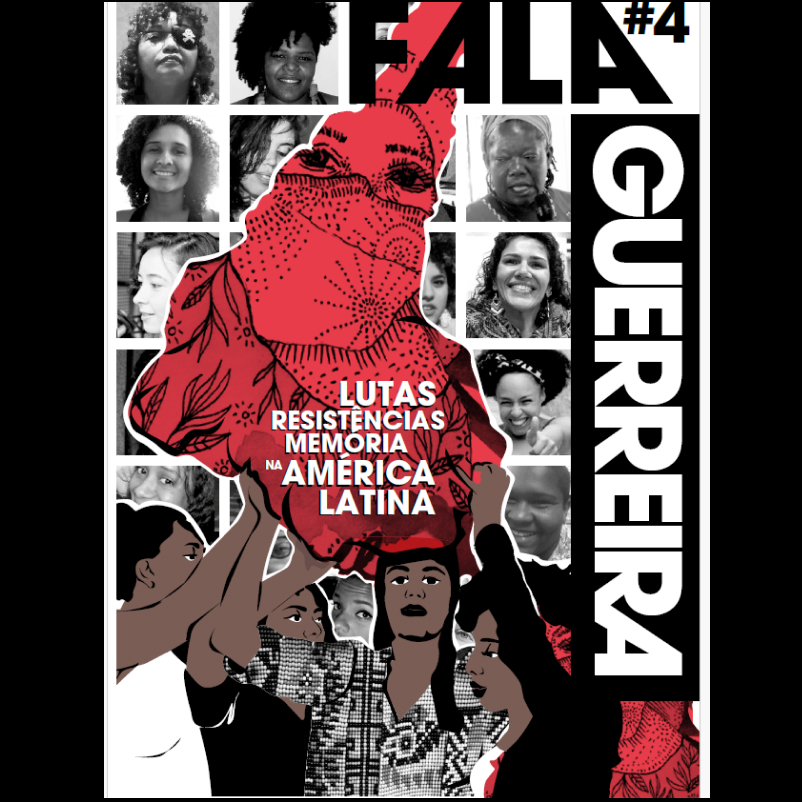 FALA
#4
GUERREIRA
LUTAS
RESISTÊNCIAS
MEMÓRIA
NA AMÉRICA
LATINA